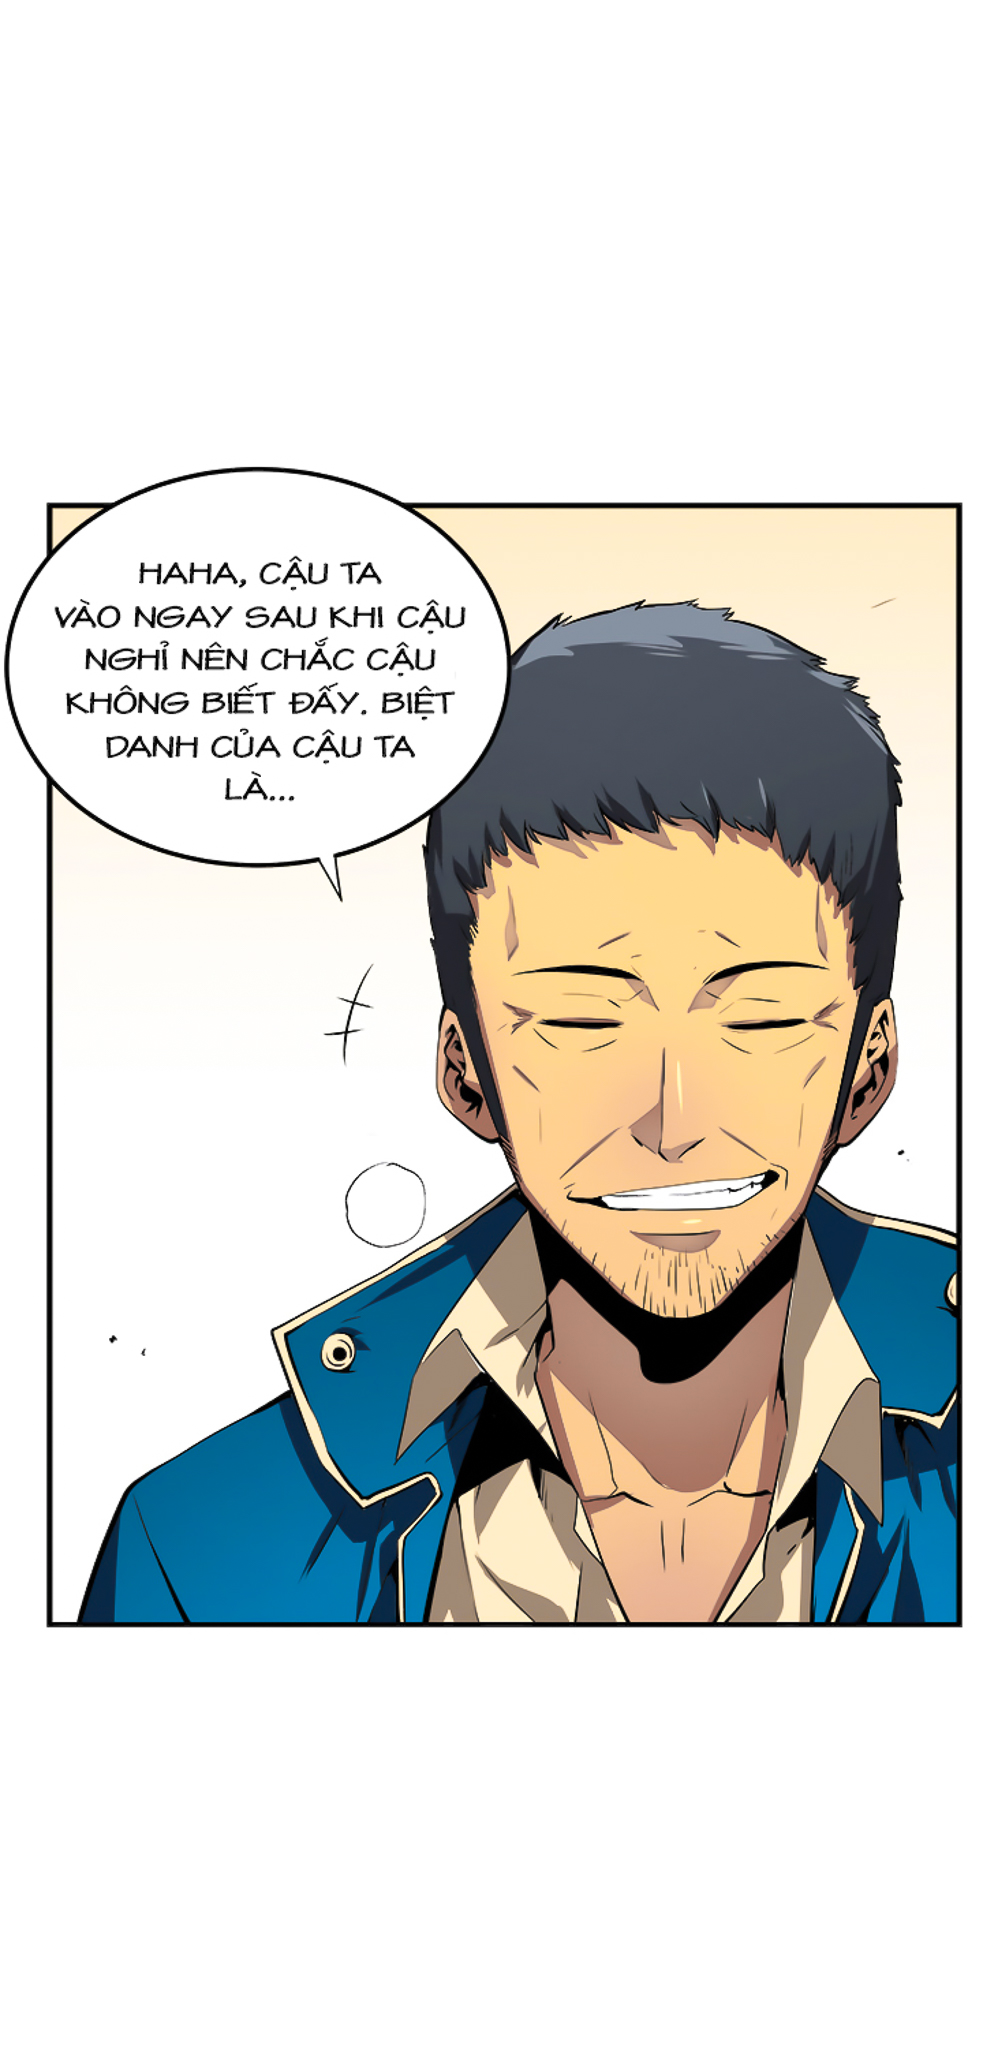 HAHA, CẬU TA
VÀO NGAY SAU KHI CẬU
NGHỈ NÊN CHẮC CẬU
KHÔNG BIẾT ĐẤY. BIỆT
DANH CỦA CẬU TA
LÀ...